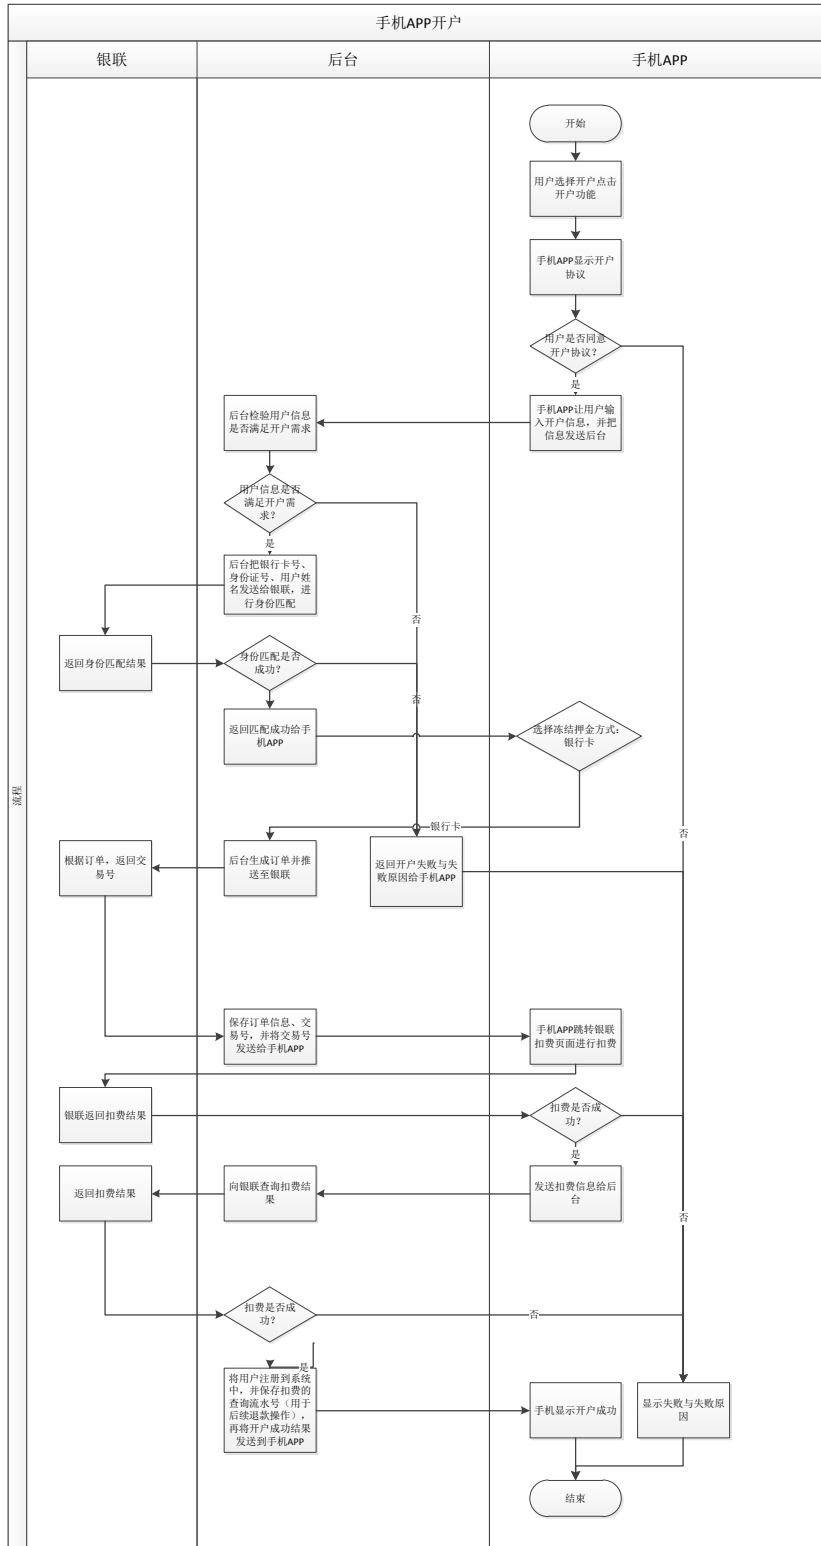 手机APP开户
银联
后台
手机APP
流程
开始
用户选择开户点击
开户功能
手机APP显示开户
协议
用户是否同意
开户协议?
是
手机APP让用户输
入开户信息，并把
信息发送后台
后台检验用户信息
是否满足开户需求
用户信息是否
满足开户需
求?
是
后台把银行卡号、
身份证号、用户姓
名发送给银联，进
行身份匹配
否
返回身份匹配结果
身份匹配是否
成功?
否
返回匹配成功给手
机APP
选择冻结押金方式：
银行卡
银行卡
否
根据订单，返回交
易号
后台生成订单并推
送至银联
返回开户失败与失
败原因给手机APP
保存订单信息、交
易号，并将交易号
发送给手机APP
手机APP跳转银联
扣费页面进行扣费
银联返回扣费结果
扣费是否成
功?
是
返回扣费结果
向银联查询扣费结
果
发送扣费信息给后
台
否
扣费是否成
功?
否
是
将用户注册到系统
中，并保存扣费的
查询流水号（用于
后续退款操作），
再将开户成功结果
发送到手机APP
手机显示开户成功
显示失败与失败原
因
结束